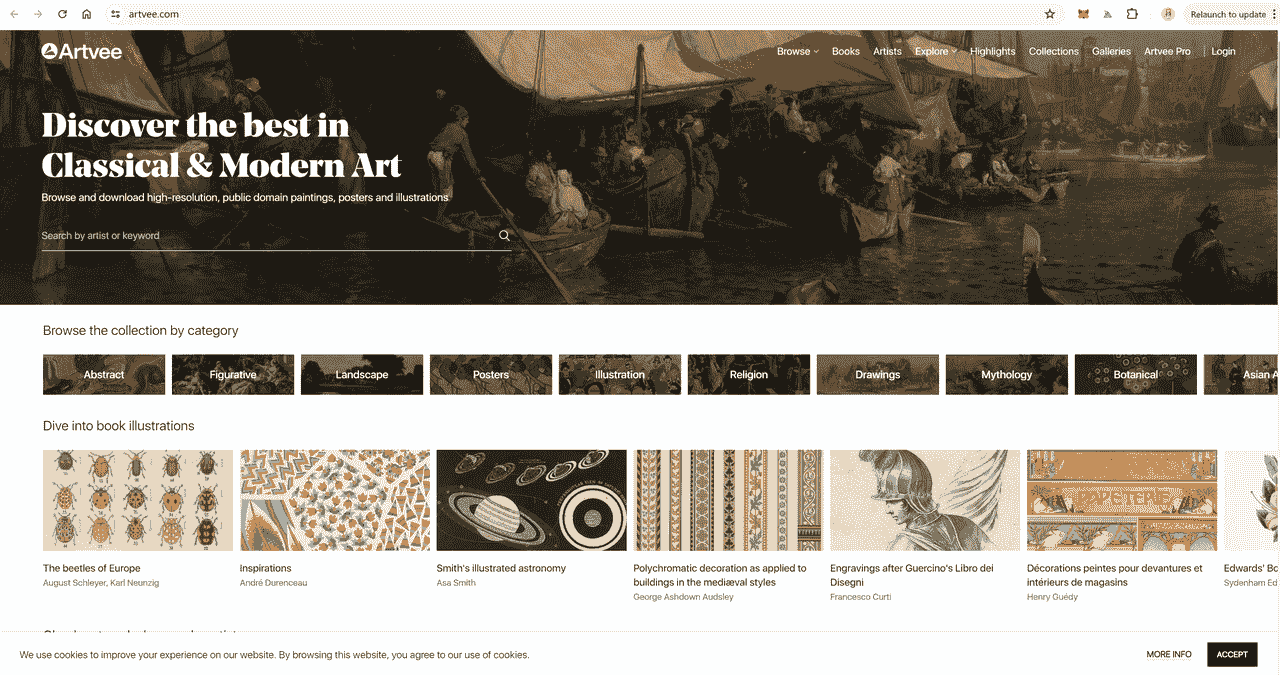 artvee.com
Relaunch to update
Artvee
Browse
Books
Artists
Explore
Highlights
Collections
Galleries
Artvee Pro
Login
Discover the best in
Classical & Modern Art
Browse and download high-resolution, public domain paintings, posters and illustrations
Search by artist or keyword
Browse the collection by category
Abstract
Figurative
Landscape
Posters
Illustration
Religion
Drawings
Mythology
Botanical
Asian A
Dive into book illustrations
PAPETERIE
The beetles of Europe
August Schleyer, Karl Neunzig
Inspirations
André Durenceau
Smith's illustrated astronomy
Asa Smith
Polychromatic decoration as applied to
buildings in the mediæval styles
George Ashdown Audsley
Engravings after Guercino's Libro dei
Disegni
Francesco Curti
Décorations peintes pour devantures et
intérieurs de magasins
Henry Guédy
Edwards' Bo
Sydenham Ed
We use cookies to improve your experience on our website. By browsing this website, you agree to our use of cookies.
MORE INFO
ACCEPT